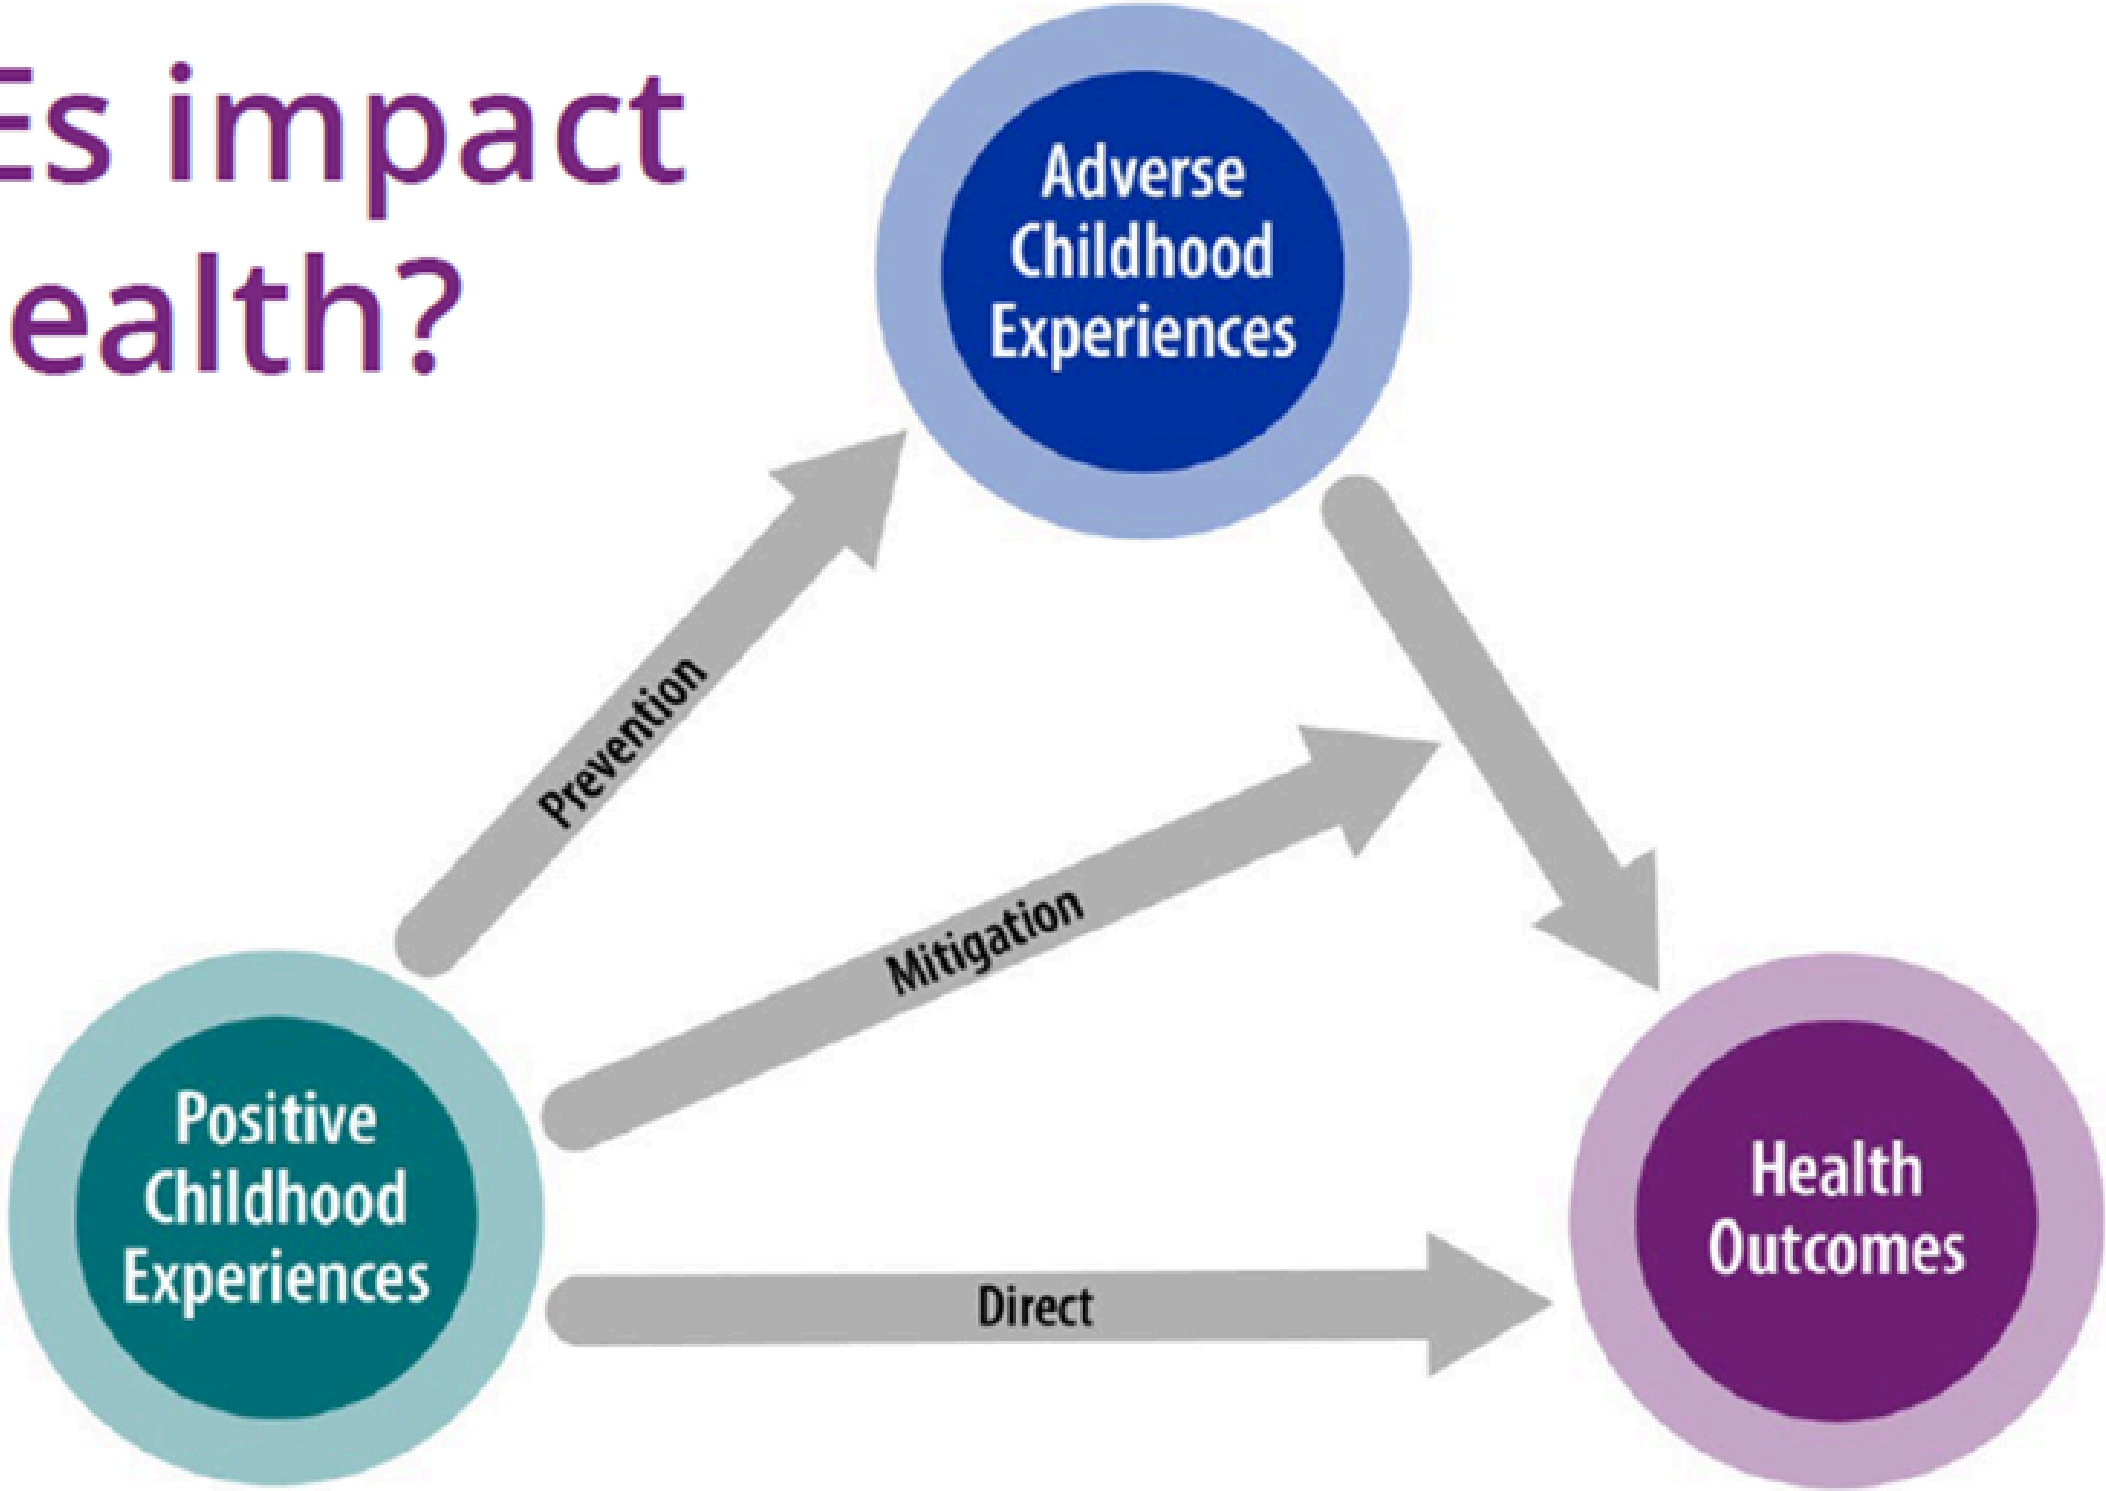 Es impact
ealth?
Adverse
Childhood
Experiences
Prevention
Mitigation
Positive
Childhood
Experiences
Direct
Health
Outcomes